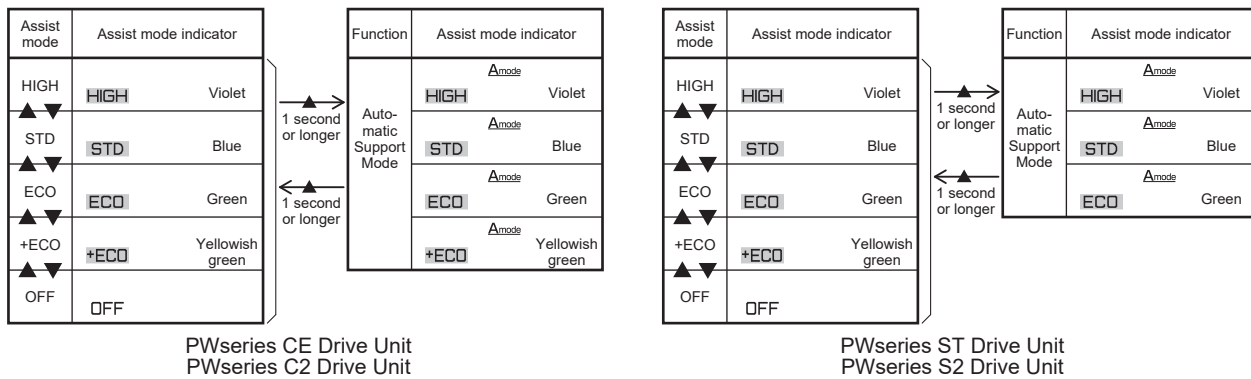 Assist
mode
Assist mode indicator
HIGH
HIGH
Violet
STD
STD
Blue
ECO
ECO
Green
+ECO
+ECO
Yellowish
green
OFF
OFF
1 second
or longer
1 second
or longer
Function
Assist mode indicator
Auto-
matic
Support
Mode
Amode
HIGH
Violet
Amode
STD
Blue
Amode
ECO
Green
Amode
+ECO
Yellowish
green
PWseries CE Drive Unit
PWseries C2 Drive Unit
Assist
mode
Assist mode indicator
HIGH
HIGH
Violet
STD
STD
Blue
ECO
ECO
Green
+ECO
+ECO
Yellowish
green
OFF
OFF
1 second
or longer
1 second
or longer
Function
Assist mode indicator
Auto-
matic
Support
Mode
Amode
HIGH
Violet
Amode
STD
Blue
Amode
ECO
Green
PWseries ST Drive Unit
PWseries S2 Drive Unit